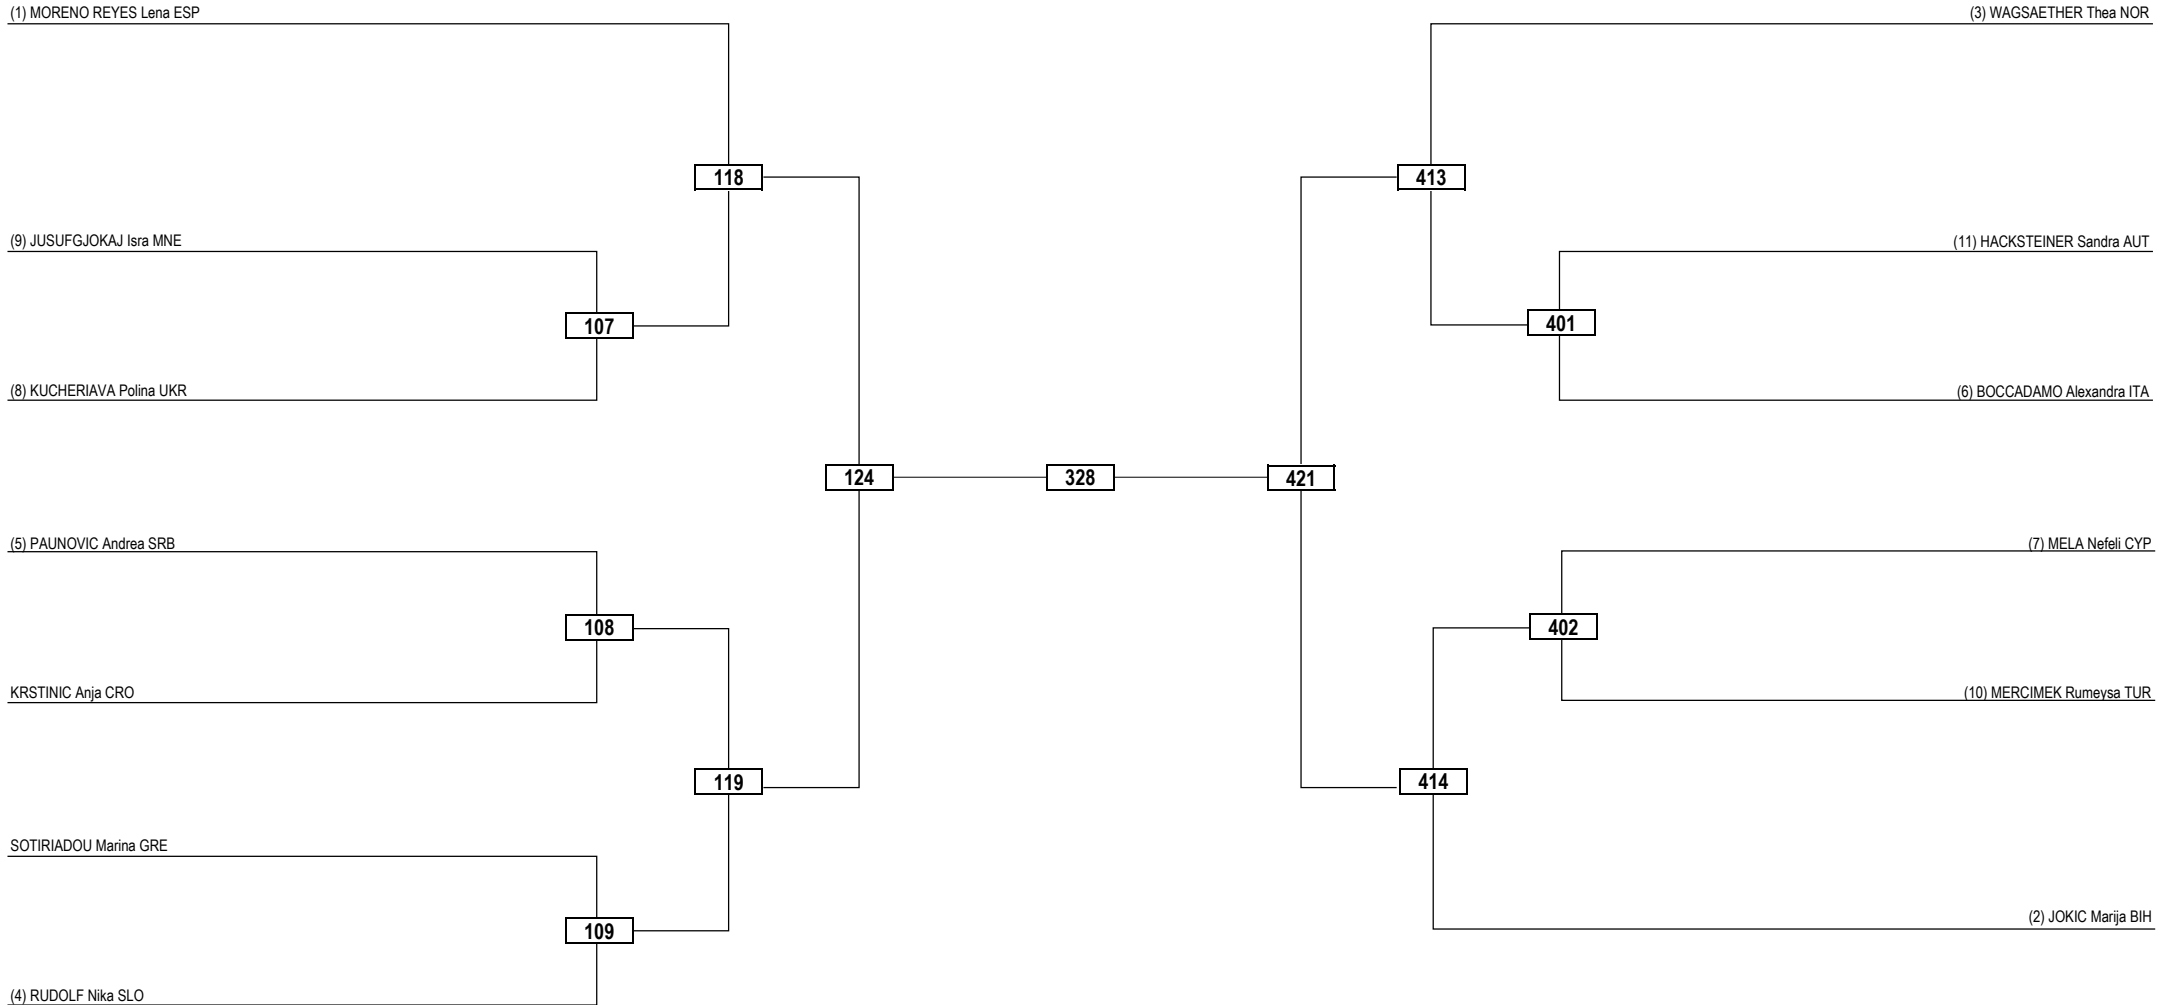 (1) MORENO REYES Lena ESP
(3) WAGSAETHER Thea NOR
118
413
(9) JUSUFGJOKAJ Isra MNE
(11) HACKSTEINER Sandra AUT
107
401
(8) KUCHERIAVA Polina UKR
(6) BOCCADAMO Alexandra ITA
124
328
421
(5) PAUNOVIC Andrea SRB
(7) MELA Nefeli CYP
108
402
KRSTINIC Anja CRO
(10) MERCIMEK Rumeysa TUR
119
414
SOTIRIADOU Marina GRE
(2) JOKIC Marija BIH
109
(4) RUDOLF Nika SLO